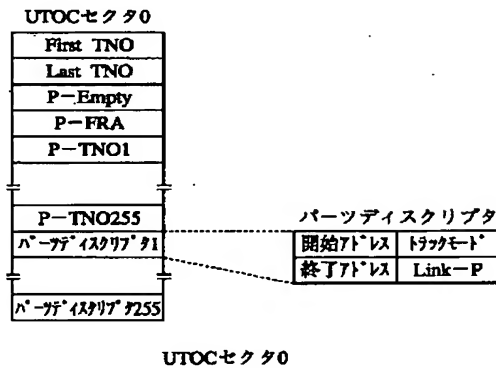 UTOCセクタ0
First TNO
Last TNO
P－Empty
P－FRA
P－TNO1
P－TNO255
パーツディスクリプタ1
パーツディスクリプタ255
パーツディスクリプタ
開始アドレス トラックモード
終了アドレス Link－P
UTOCセクタ0